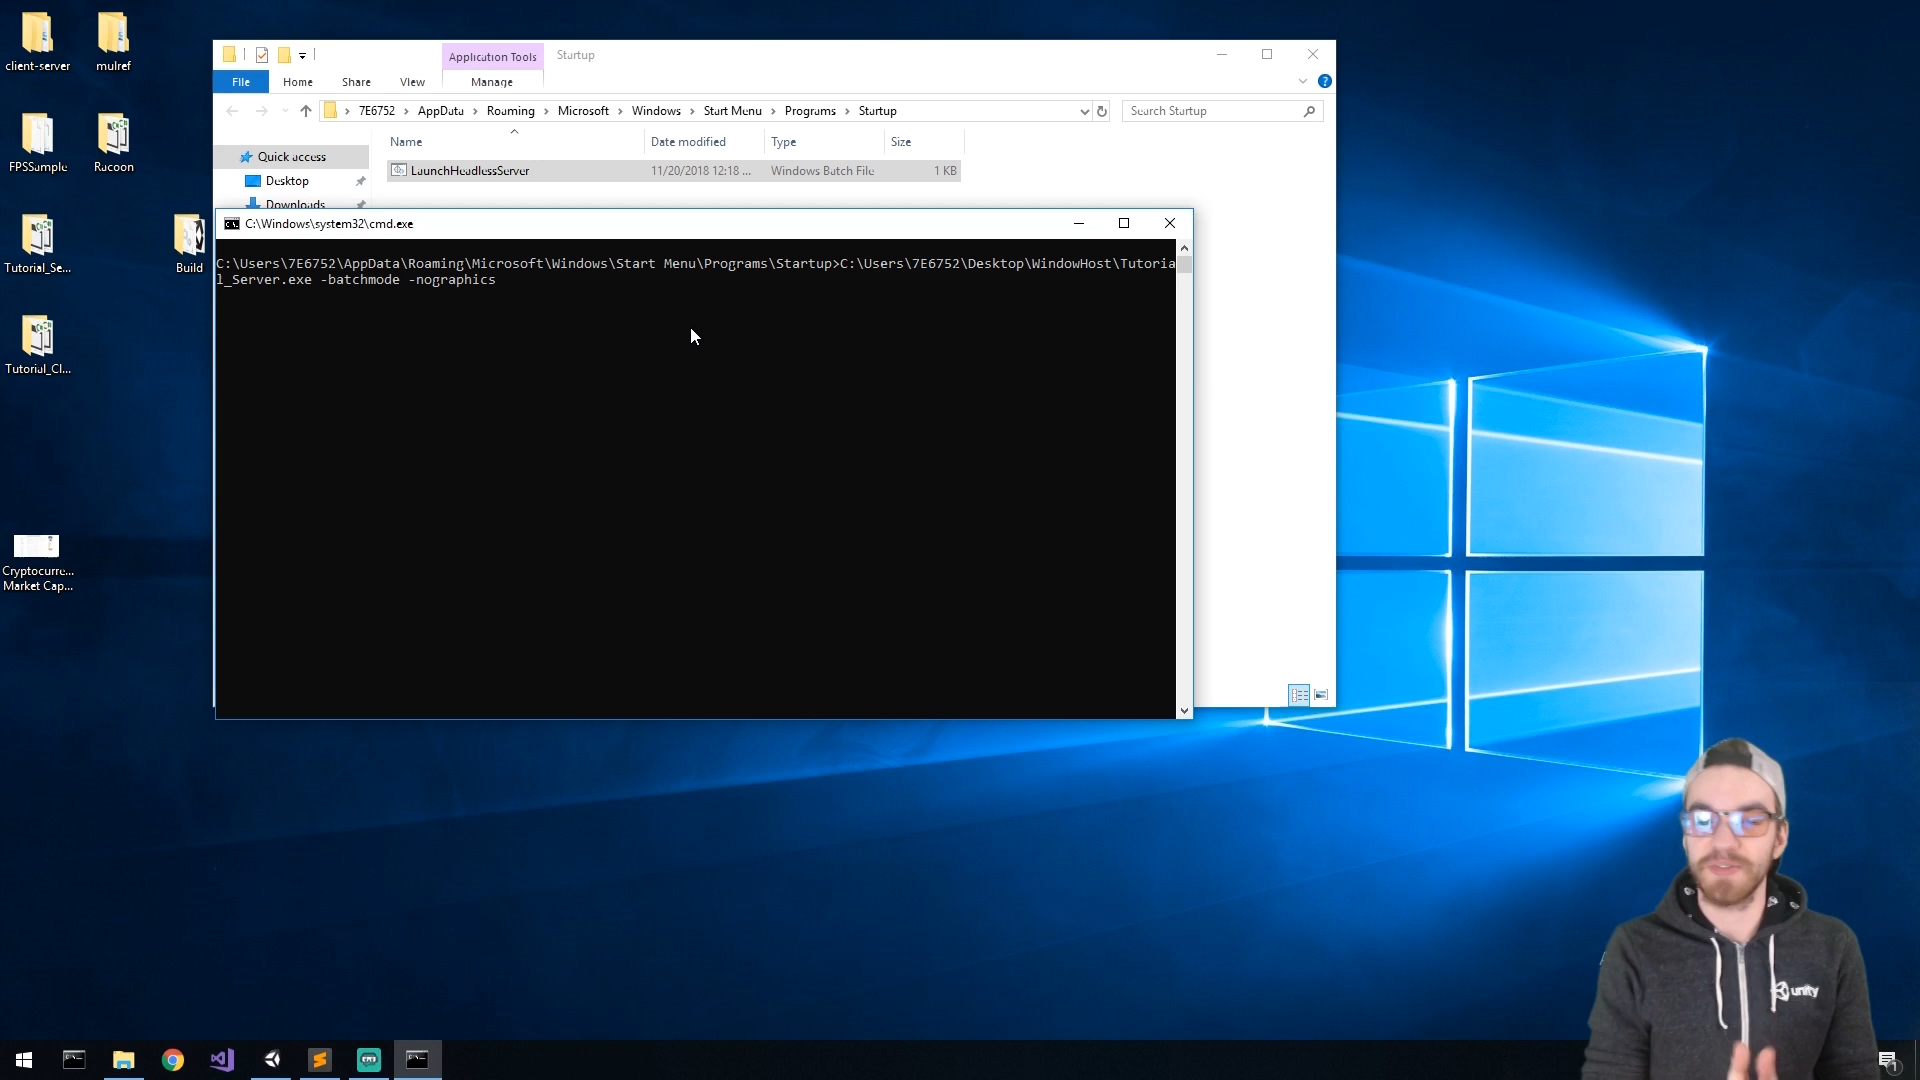 client-server
mulref
FPSSample
Racoon
Tutorial_Se...
Build
Tutorial_Cl...
Cryptocurre...
Market Cap...
Application Tools
Startup
File
Home
Share
View
Manage
7E6752 > AppData > Roaming > Microsoft > Windows > Start Menu > Programs > Startup
Search Startup
Name
Date modified
Type
Size
Quick access
Desktop
Downloads
LaunchHeadlessServer
11/20/2018 12:18 ...
Windows Batch File
1 KB
C:\Windows\system32\cmd.exe
C:\Users\7E6752\AppData\Roaming\Microsoft\Windows\Start Menu\Programs\Startup>C:\Users\7E6752\Desktop\WindowHost\Tutoria
l_Server.exe -batchmode -nographics
unity
1